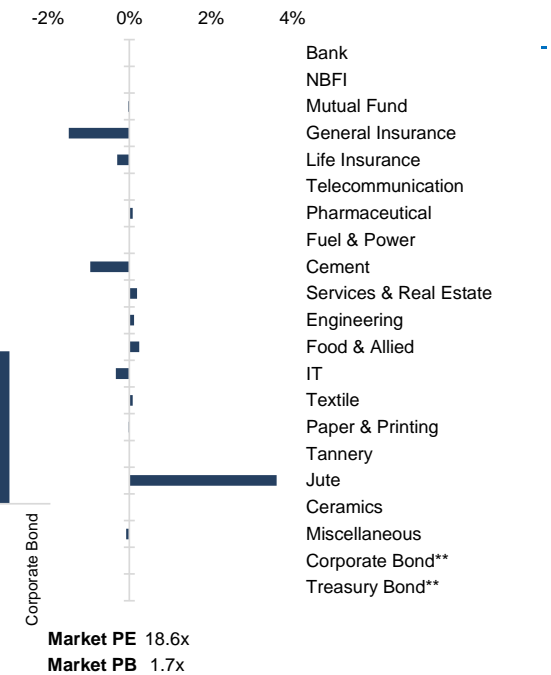 -2% 0% 2% 4%
Bank
NBFI
Mutual Fund
General Insurance
Life Insurance
Telecommunication
Pharmaceutical
Fuel & Power
Cement
Services & Real Estate
Engineering
Food & Allied
IT
Textile
Paper & Printing
Tannery
Jute
Ceramics
Miscellaneous
Corporate Bond**
Treasury Bond**
Corporate Bond
Market PE 18.6x
Market PB 1.7x